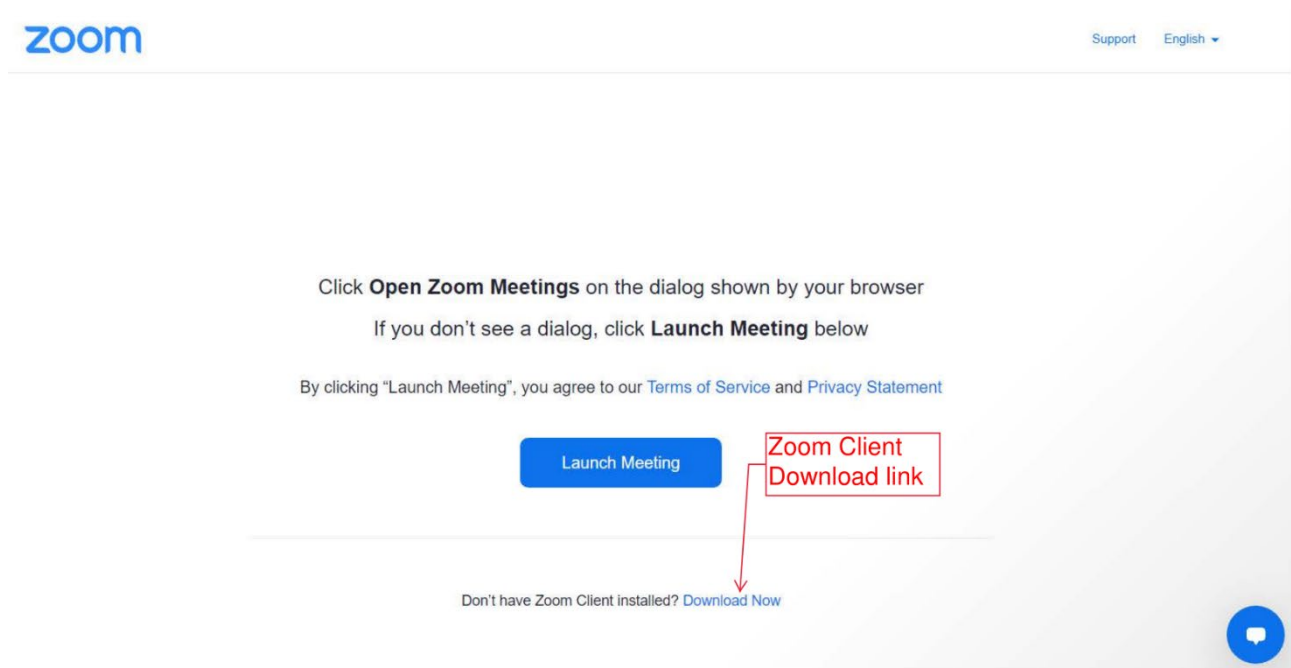 zoom
Support English
Click Open Zoom Meetings on the dialog shown by your browser
If you don’t see a dialog, click Launch Meeting below
By clicking “Launch Meeting”, you agree to our Terms of Service and Privacy Statement
Launch Meeting
Zoom Client
Download link
Don’t have Zoom Client installed? Download Now